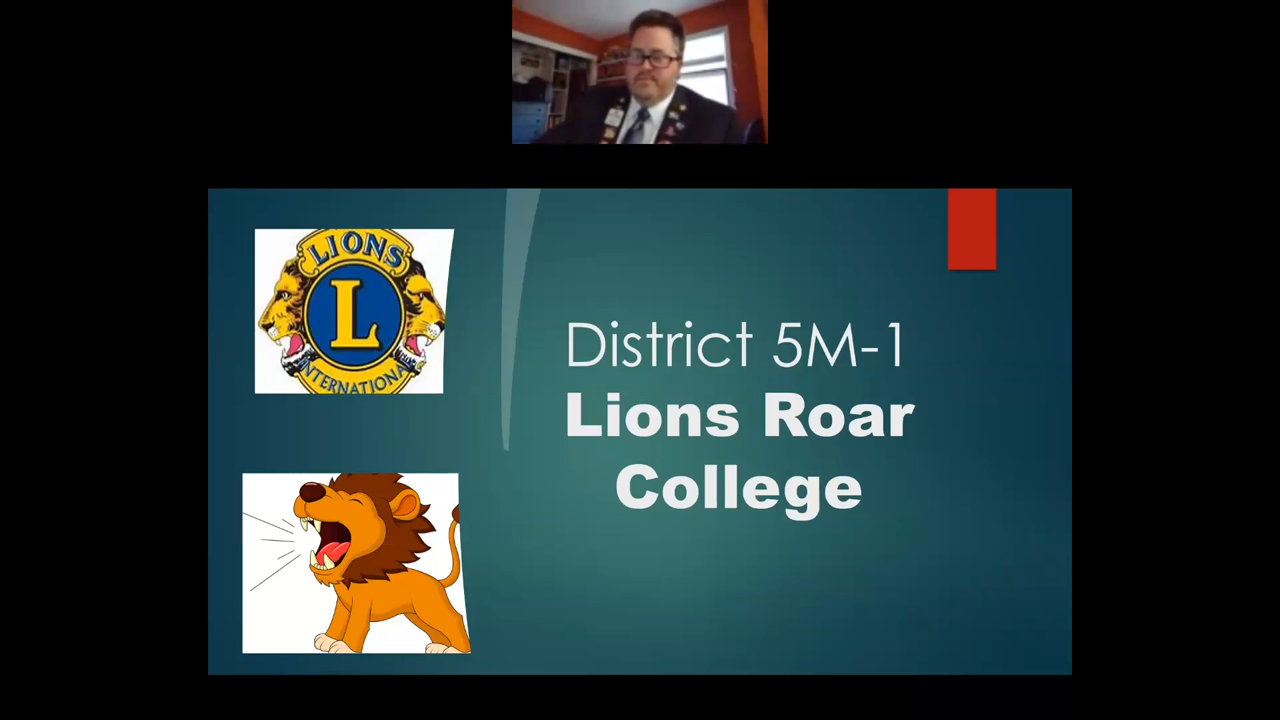 LIONS
L
INTERNATIONAL
District 5M-1
Lions Roar
College